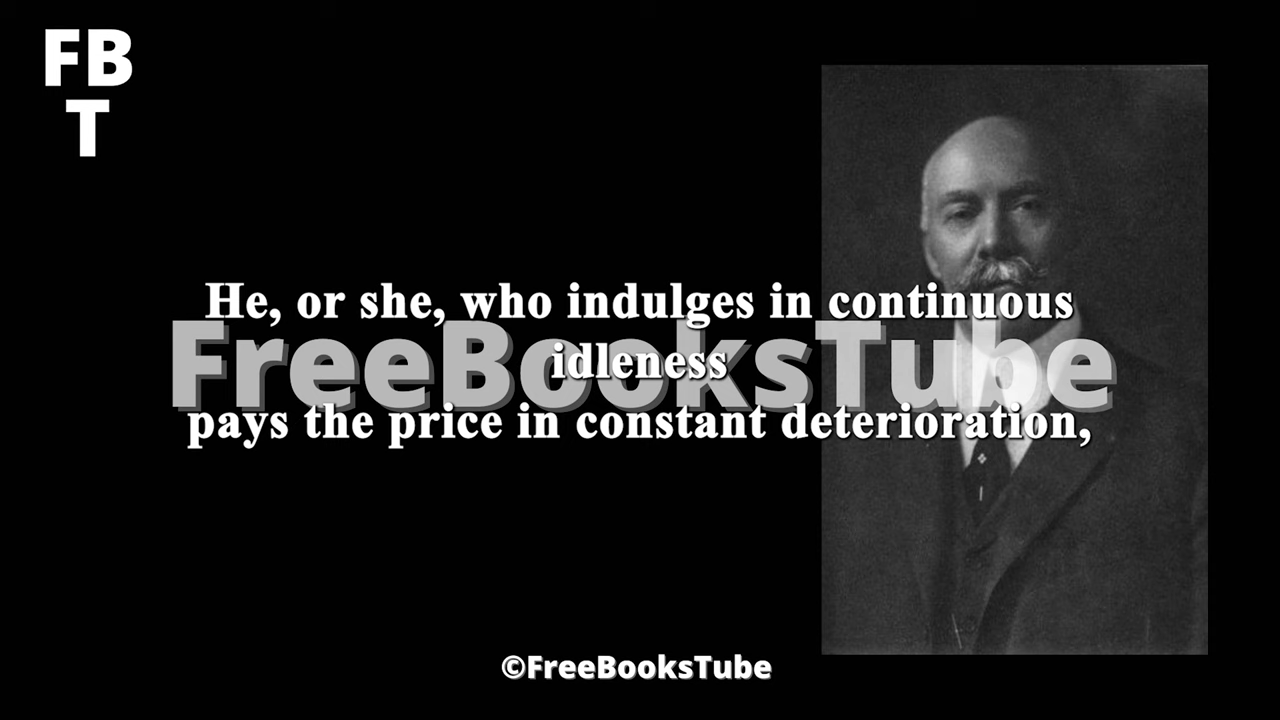 FB
T
He, or she, who indulges in continuous
idleness
FreeBooksTube
pays the price in constant deterioration,
©FreeBooksTube